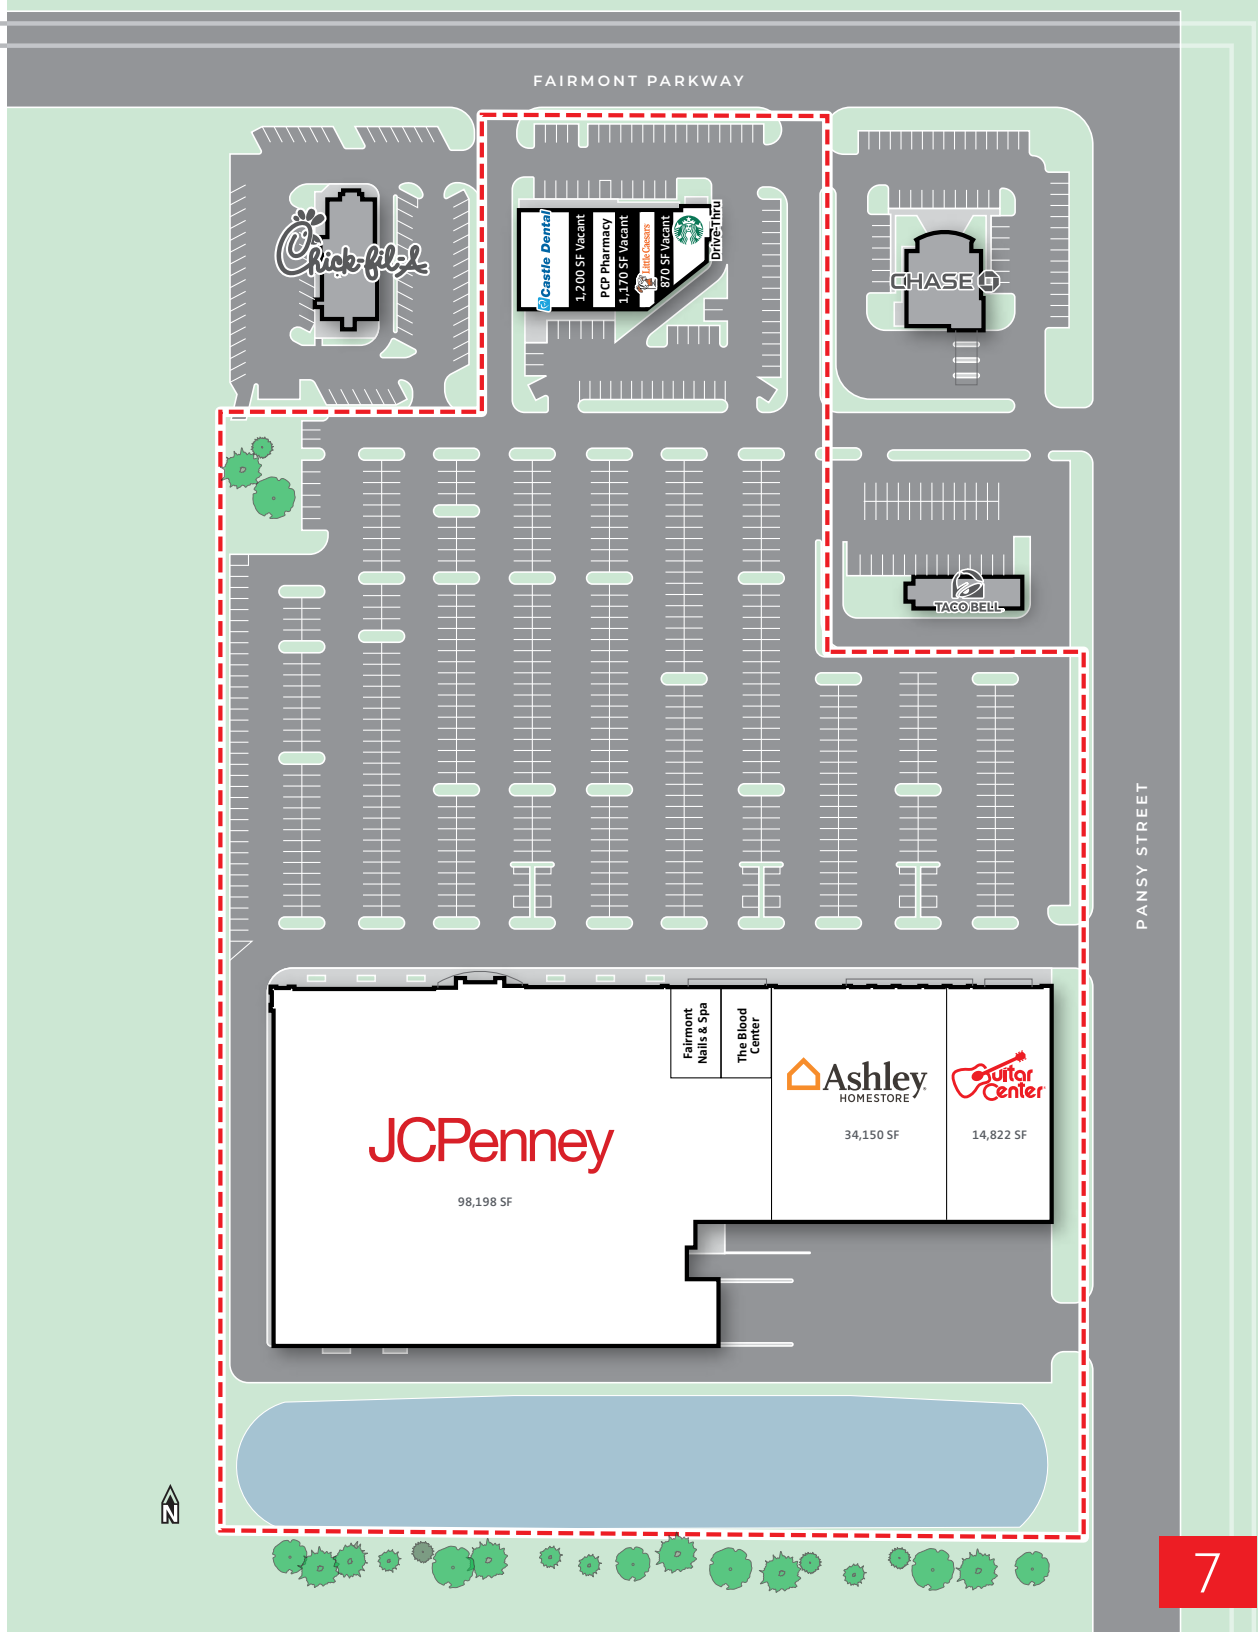 FAIRMONT PARKWAY
Chick-fil-A
Castle Dental
1,200 SF Vacant
PCP Pharmacy
1,170 SF Vacant
Little Caesars
870 SF Vacant
Drive-Thru
CHASE
TACO BELL
PANSY STREET
Fairmont
Nails & Spa
The Blood
Center
Ashley
HOMESTORE
34,150 SF
Guitar
Center
14,822 SF
JCPenney
98,198 SF
N
7